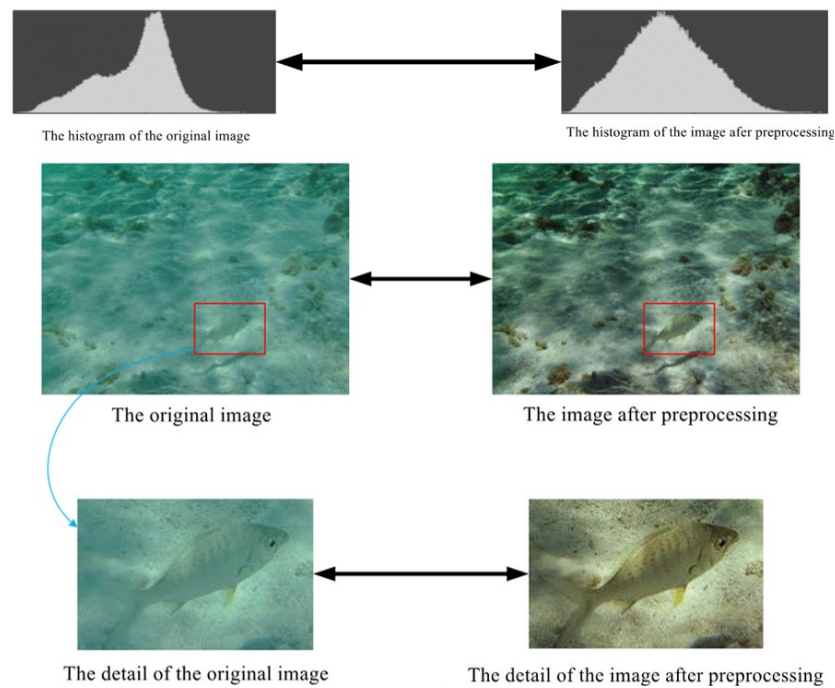 The histogram of the original image
The histogram of the image afer preprocessing
The original image
The image after preprocessing
The detail of the original image
The detail of the image after preprocessing